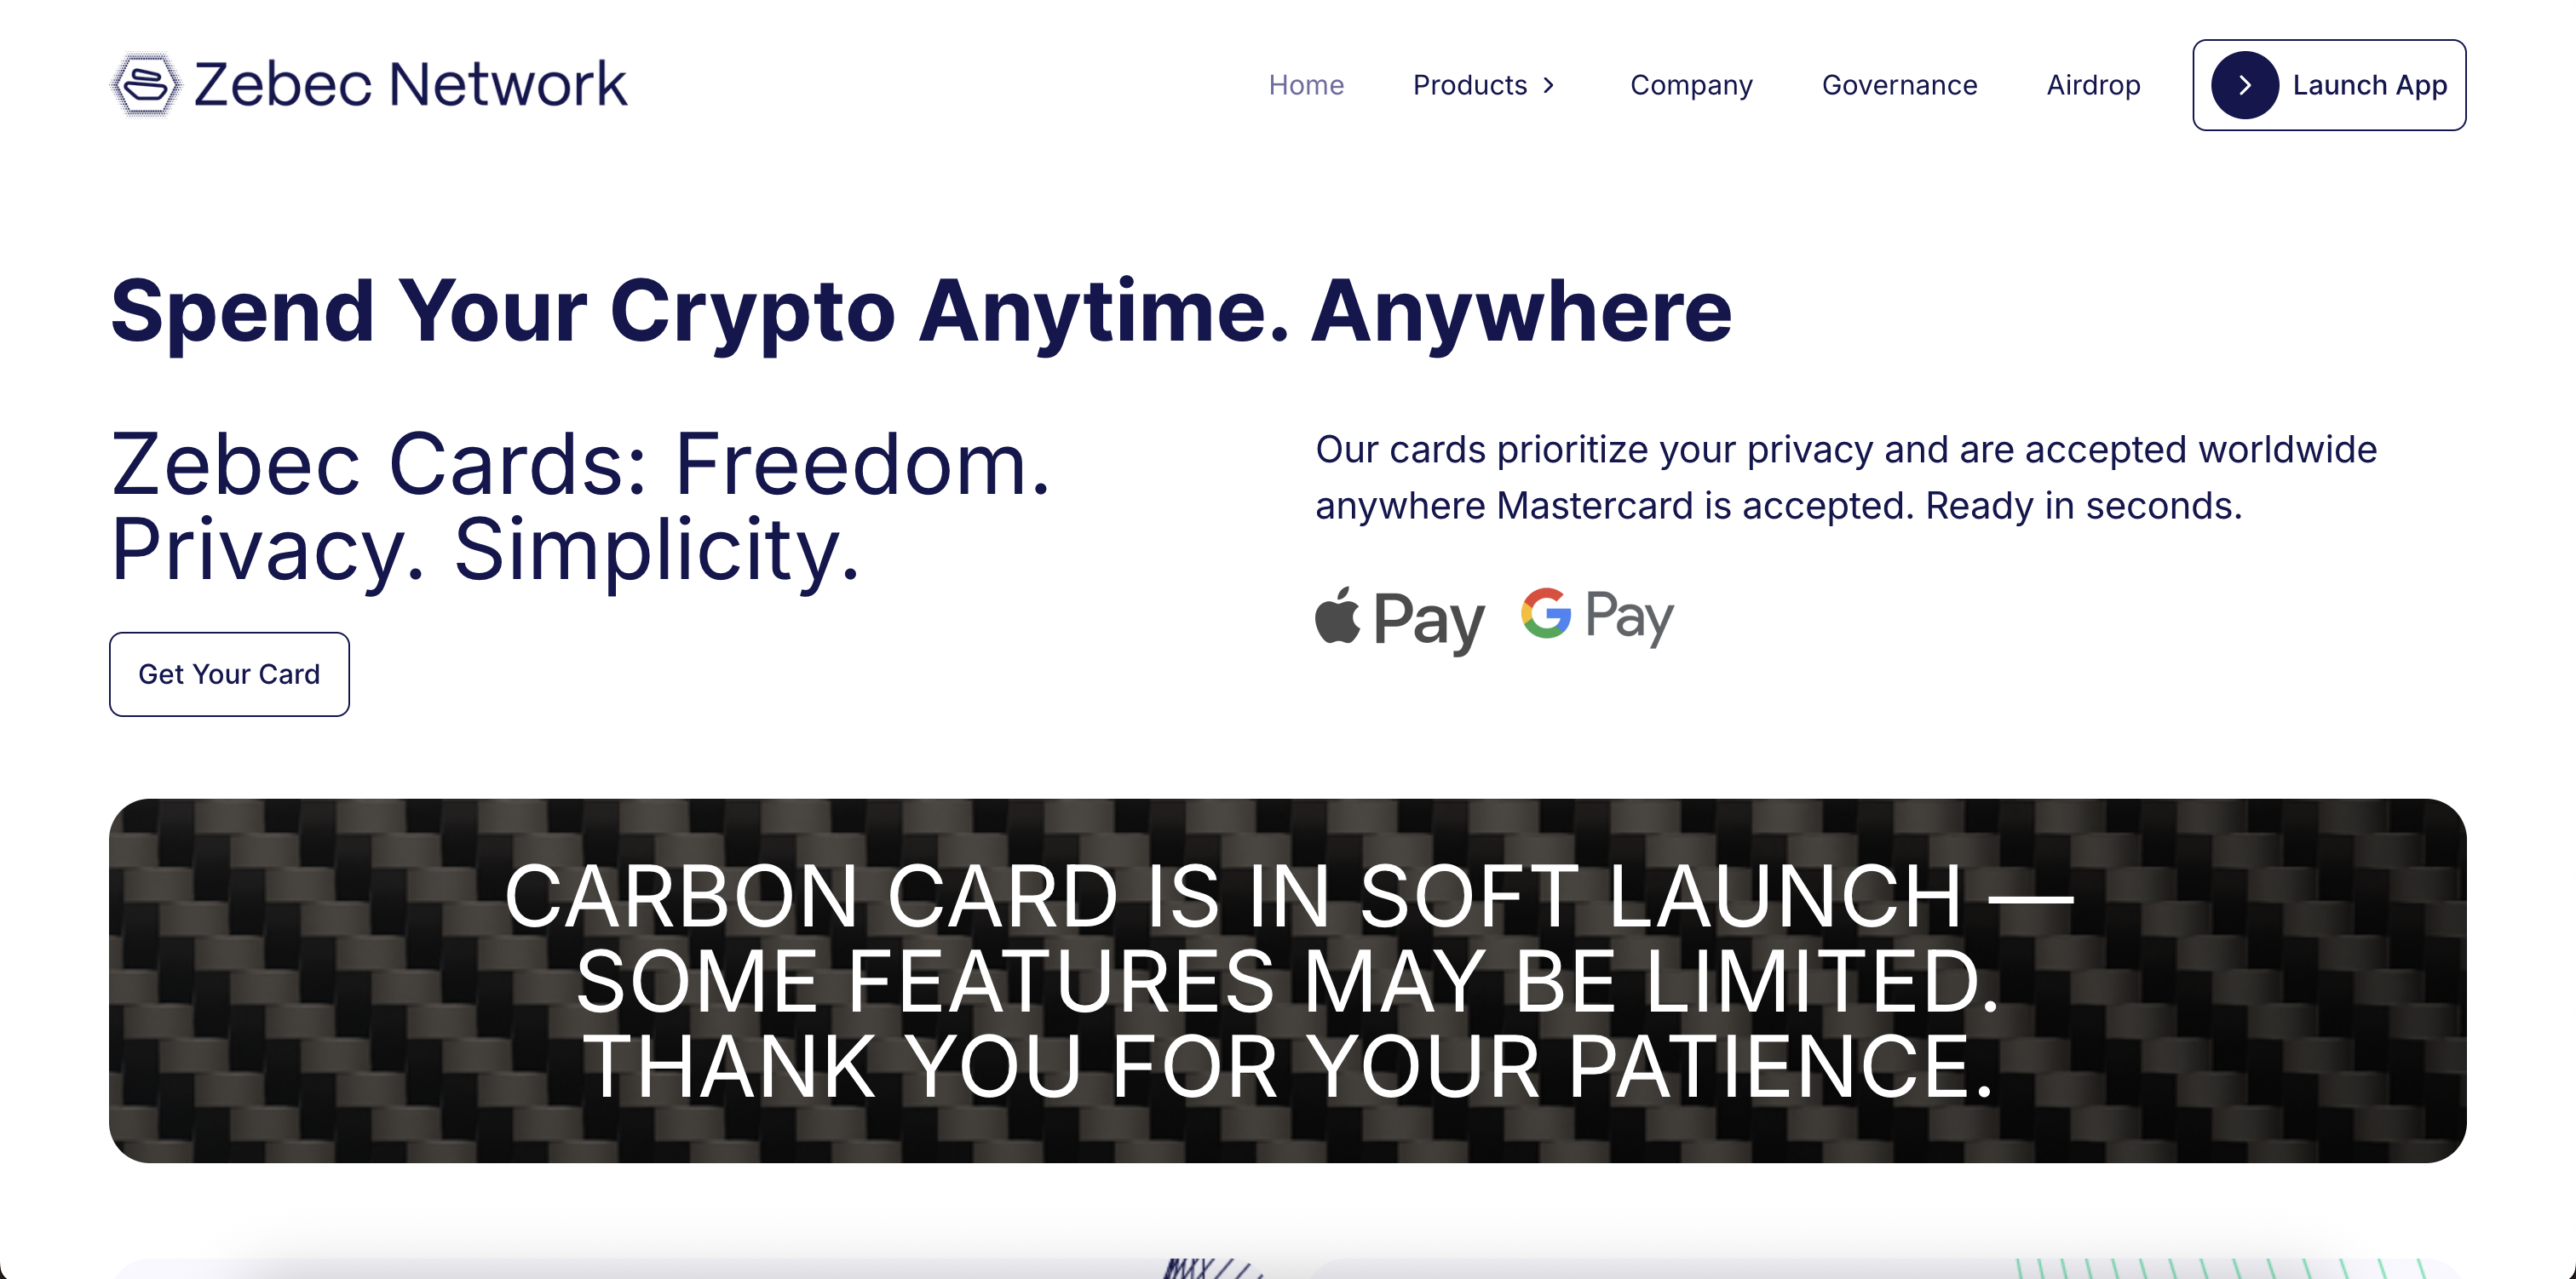 Zebec Network
Home
Products
Company
Governance
Airdrop
Launch App
Spend Your Crypto Anytime. Anywhere
Zebec Cards: Freedom.
Privacy. Simplicity.
Get Your Card
Our cards prioritize your privacy and are accepted worldwide
anywhere Mastercard is accepted. Ready in seconds.
Pay
G Pay
CARBON CARD IS IN SOFT LAUNCH —
SOME FEATURES MAY BE LIMITED.
THANK YOU FOR YOUR PATIENCE.